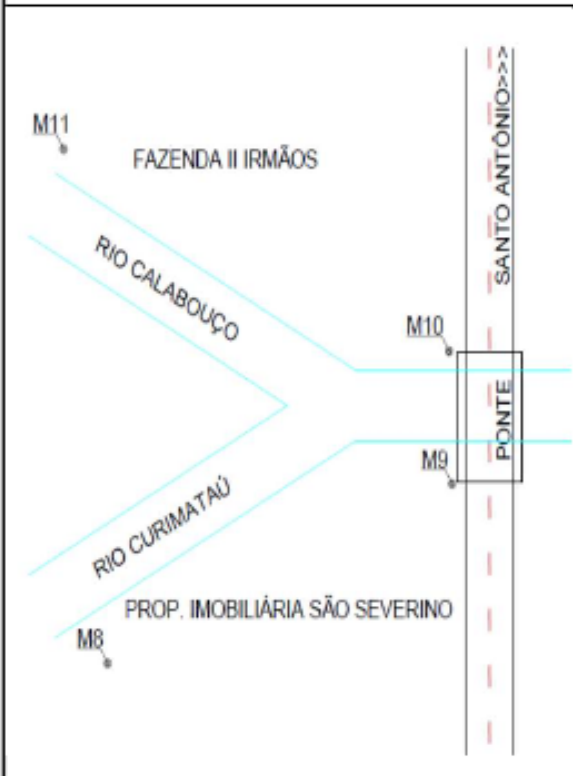 M11
FAZENDA II IRMÃOS
SANTO ANTÔNIO>>>
RIO CALABOUÇO
M10
PONTE
M9
RIO CURIMATAÚ
PROP. IMOBILIÁRIA SÃO SEVERINO
M8